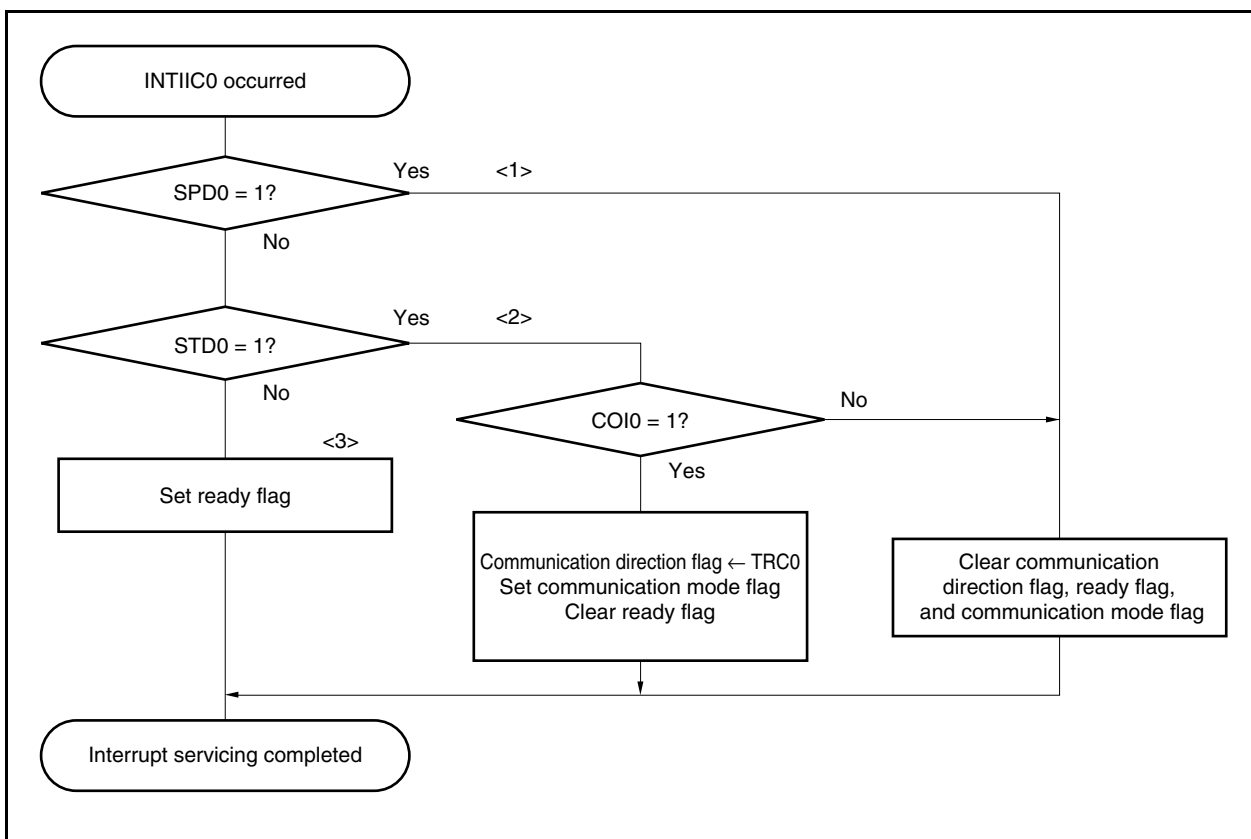 INTIIC0 occurred
Yes
<1>
SPD0 = 1?
No
Yes
<2>
STD0 = 1?
No
COI0 = 1?
No
Yes
<3>
Set ready flag
Communication direction flag ← TRC0
Set communication mode flag
Clear ready flag
Clear communication
direction flag, ready flag,
and communication mode flag
Interrupt servicing completed